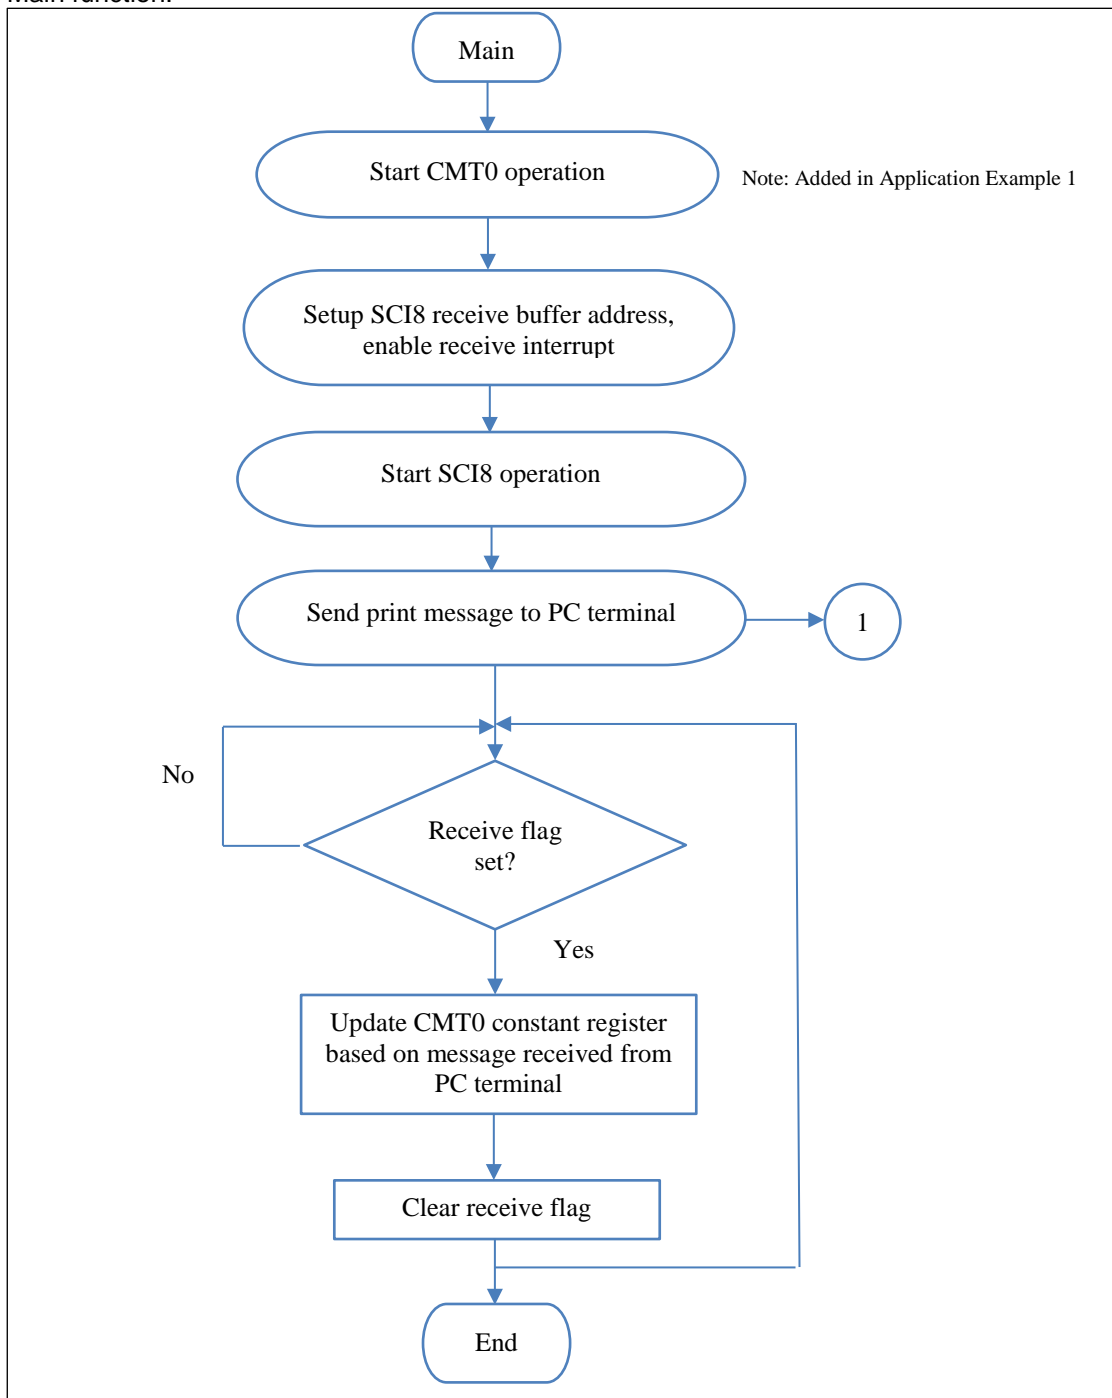 Main function:
Main
Start CMT0 operation
Note: Added in Application Example 1
Setup SCI8 receive buffer address,
enable receive interrupt
Start SCI8 operation
Send print message to PC terminal
1
No
Receive flag
set?
Yes
Update CMT0 constant register
based on message received from
PC terminal
Clear receive flag
End